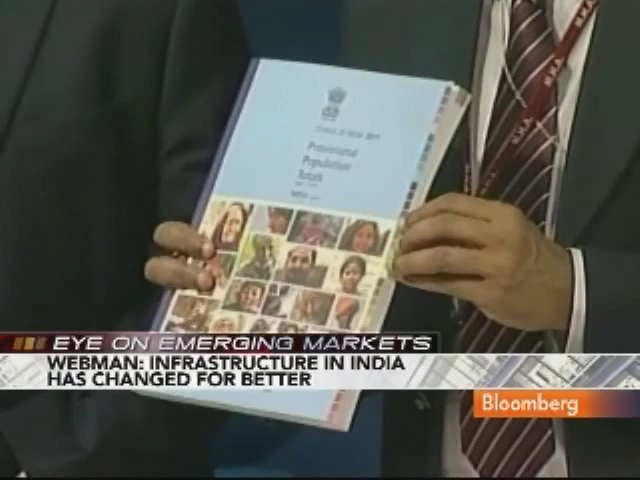 CENSUS OF INDIA 2011
Provisional
Population
Totals
INDIA
EYE ON EMERGING MARKETS
WEBMAN: INFRASTRUCTURE IN INDIA
HAS CHANGED FOR BETTER
Bloomberg